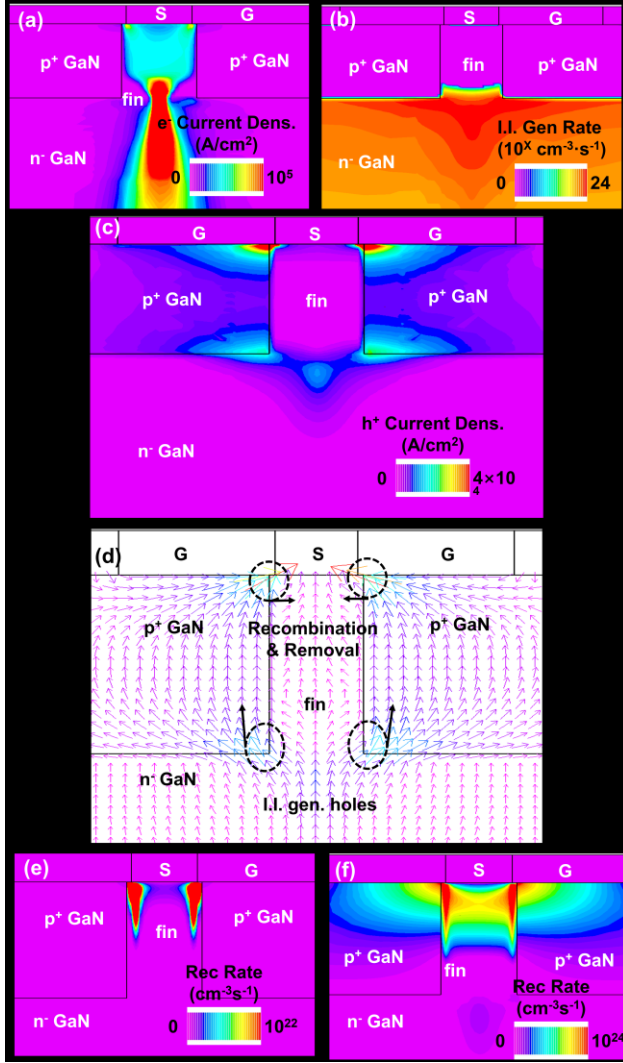 (a)
S
G
p⁺ GaN
p⁺ GaN
fin
e⁻ Current Dens.
(A/cm²)
n⁻ GaN
0
10⁵
(b)
S
G
p⁺ GaN
fin
p⁺ GaN
I.I. Gen Rate
(10ˣ cm⁻³·s⁻¹)
n⁻ GaN
0
24
(c)
G
S
G
p⁺ GaN
fin
p⁺ GaN
h⁺ Current Dens.
(A/cm²)
n⁻ GaN
0
4×10
4
(d)
G
S
G
p⁺ GaN
p⁺ GaN
Recombination
& Removal
fin
n⁻ GaN
I.I. gen. holes
(e)
S
G
p⁺ GaN
fin
p⁺ GaN
Rec Rate
(cm⁻³s⁻¹)
n⁻ GaN
0
10²²
(f)
S
G
p⁺ GaN
p⁺ GaN
fin
Rec Rate
(cm⁻³s⁻¹)
n⁻ GaN
0
10²⁴